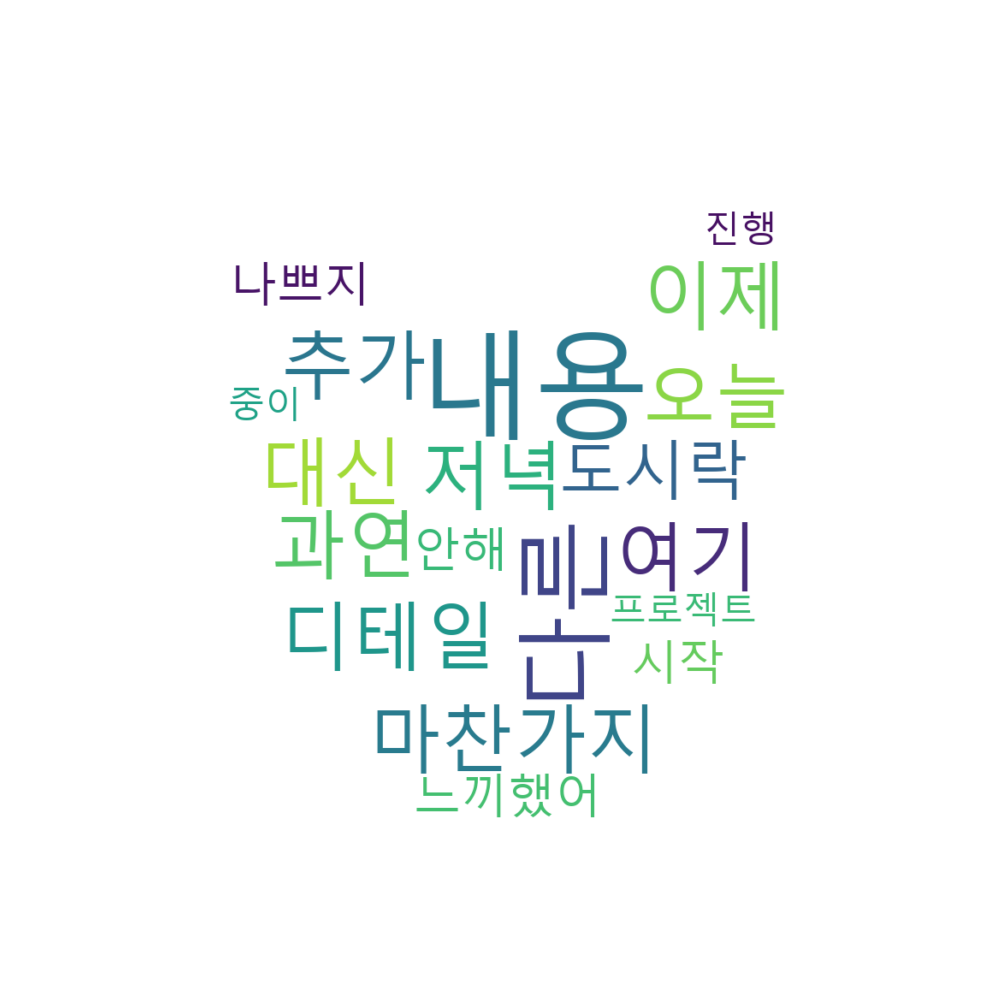 진행
나쁘지
이제
추가
내용
중이
오늘
대신
저녁
도시락
과연
안해
다른
여기
디테일
프로젝트
시작
마찬가지
느끼했어